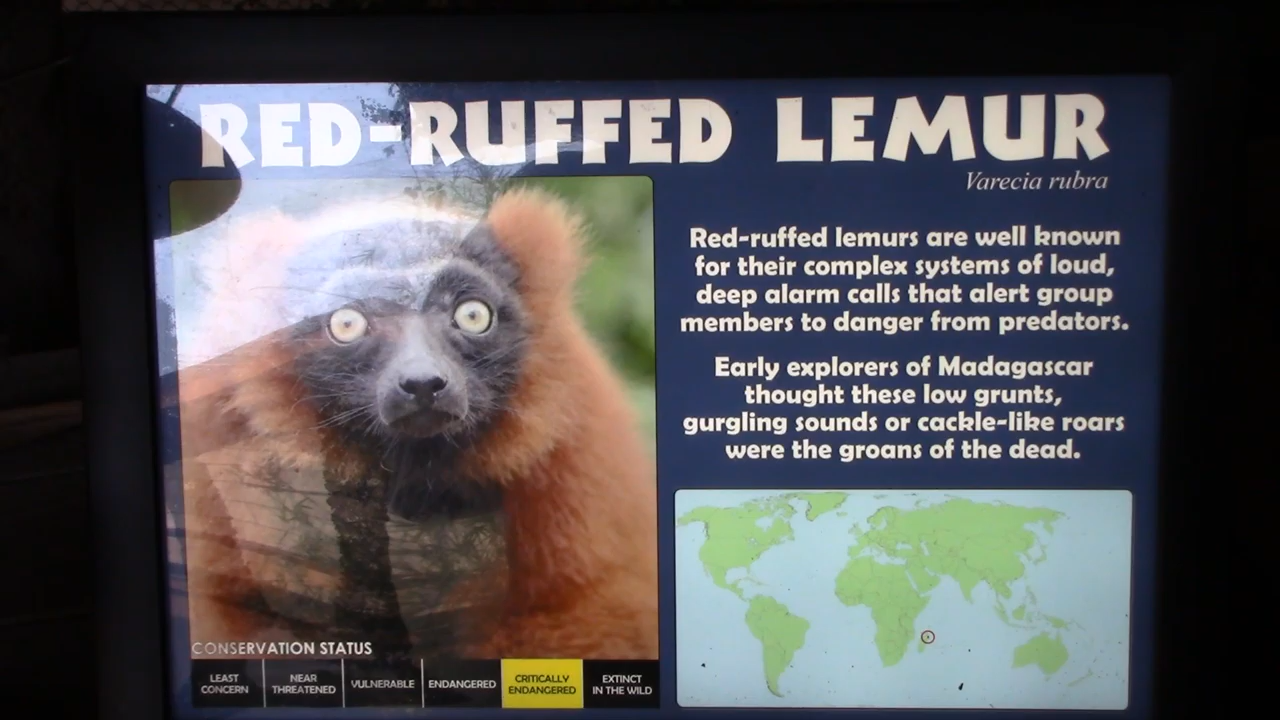 RED-RUFFED LEMUR
Varecia rubra
Red-ruffed lemurs are well known
for their complex systems of loud,
deep alarm calls that alert group
members to danger from predators.
Early explorers of Madagascar
thought these low grunts,
gurgling sounds or cackle-like roars
were the groans of the dead.
CONSERVATION STATUS
LEAST
CONCERN
NEAR
THREATENED
VULNERABLE
ENDANGERED
CRITICALLY
ENDANGERED
EXTINCT
IN THE WILD